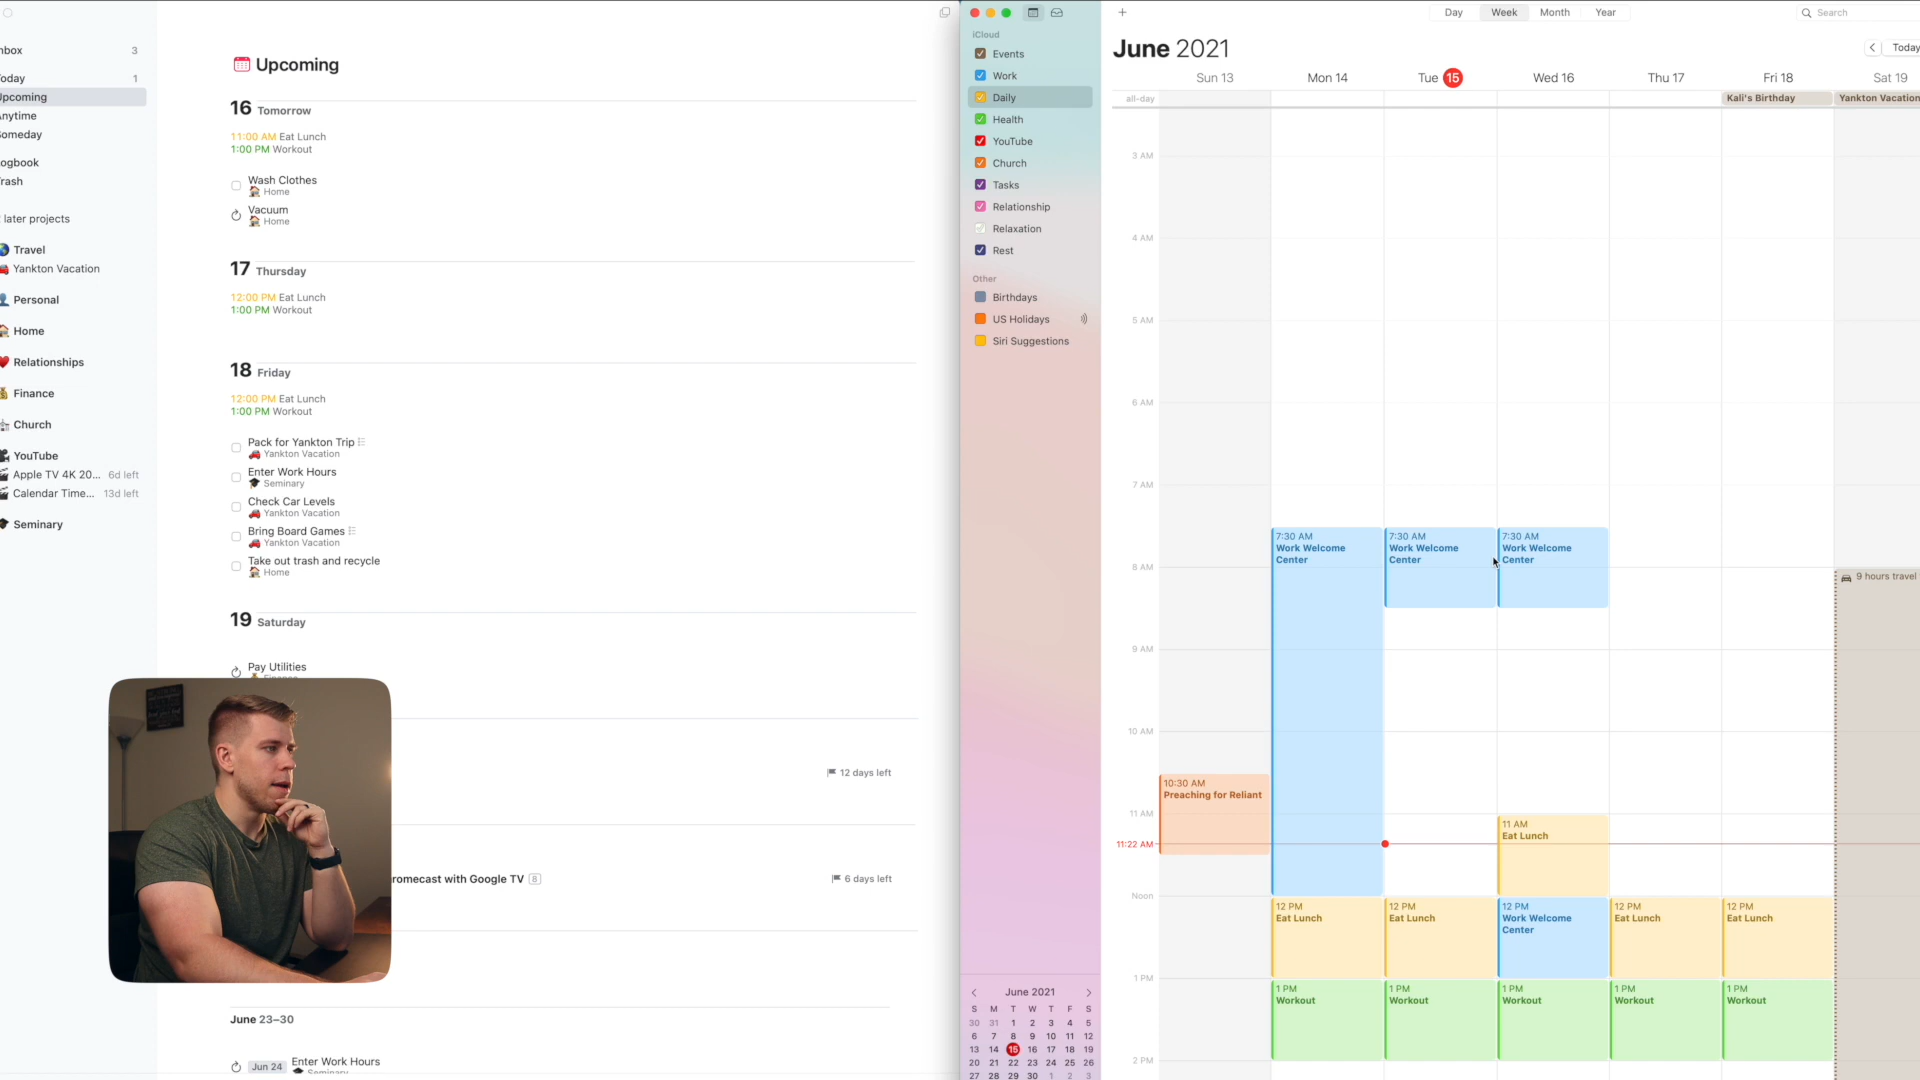 nbox 3
oday 1
Upcoming
nytime
omeday
ogbook
rash
later projects
Travel
Yankton Vacation
Personal
Home
Relationships
Finance
Church
YouTube
Apple TV 4K 20... 6d left
Calendar Time... 13d left
Seminary
Upcoming
16 Tomorrow
11:00 AM Eat Lunch
1:00 PM Workout
Wash Clothes
Home
Vacuum
Home
17 Thursday
12:00 PM Eat Lunch
1:00 PM Workout
18 Friday
12:00 PM Eat Lunch
1:00 PM Workout
Pack for Yankton Trip
Yankton Vacation
Enter Work Hours
Seminary
Check Car Levels
Yankton Vacation
Bring Board Games
Yankton Vacation
Take out trash and recycle
Home
19 Saturday
Pay Utilities
12 days left
romecast with Google TV 8 6 days left
June 23–30
Jun 24 Enter Work Hours
Seminary
iCloud
Events
Work
Daily
Health
YouTube
Church
Tasks
Relationship
Relaxation
Rest
Other
Birthdays
US Holidays
Siri Suggestions
June 2021
S M T W T F S
30 31 1 2 3 4 5
6 7 8 9 10 11 12
13 14 15 16 17 18 19
20 21 22 23 24 25 26
27 28 29 30 1 2 3
+ Day Week Month Year Search
June 2021 < Today
Sun 13 Mon 14 Tue 15 Wed 16 Thu 17 Fri 18 Sat 19
all-day Kali's Birthday Yankton Vacation
3 AM
4 AM
5 AM
6 AM
7 AM
7:30 AM
Work Welcome
Center
7:30 AM
Work Welcome
Center
7:30 AM
Work Welcome
Center
8 AM
9 hours travel
9 AM
10 AM
10:30 AM
Preaching for Reliant
11 AM
11 AM
Eat Lunch
11:22 AM
Noon
12 PM
Eat Lunch
12 PM
Eat Lunch
12 PM
Work Welcome
Center
12 PM
Eat Lunch
12 PM
Eat Lunch
1 PM
1 PM
Workout
1 PM
Workout
1 PM
Workout
1 PM
Workout
1 PM
Workout
2 PM